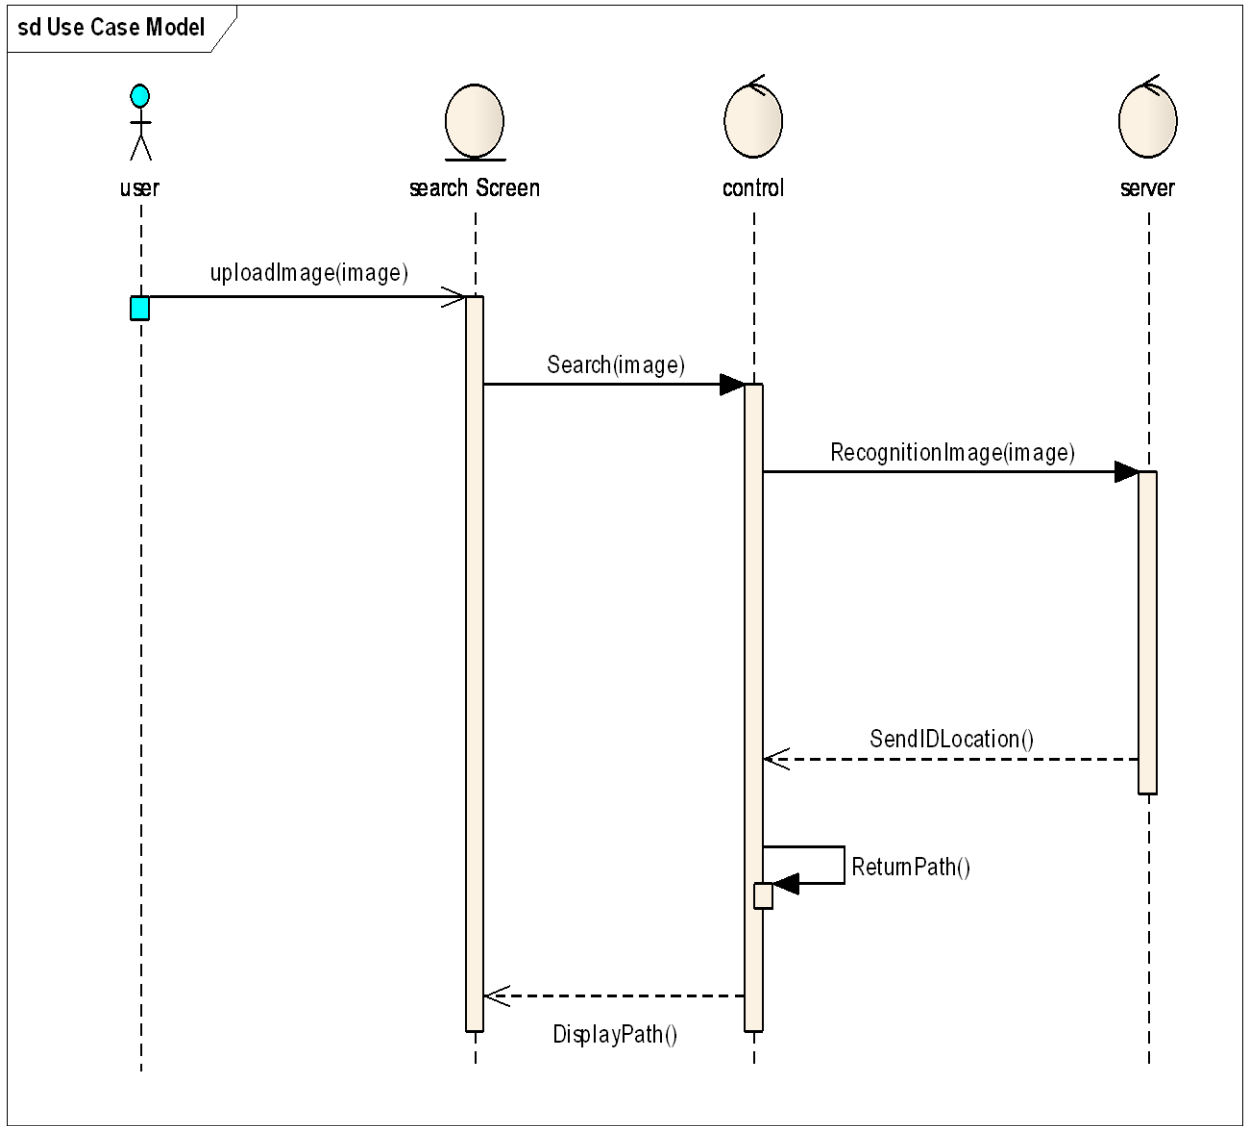 sd Use Case Model
user
search Screen
control
server
uploadImage(image)
Search(image)
RecognitionImage(image)
SendIDLocation()
ReturnPath()
DisplayPath()